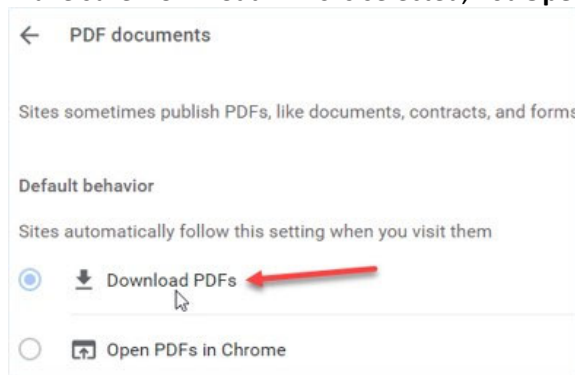 PDF documents
Sites sometimes publish PDFs, like documents, contracts, and forms
Default behavior
Sites automatically follow this setting when you visit them
Download PDFs
Open PDFs in Chrome